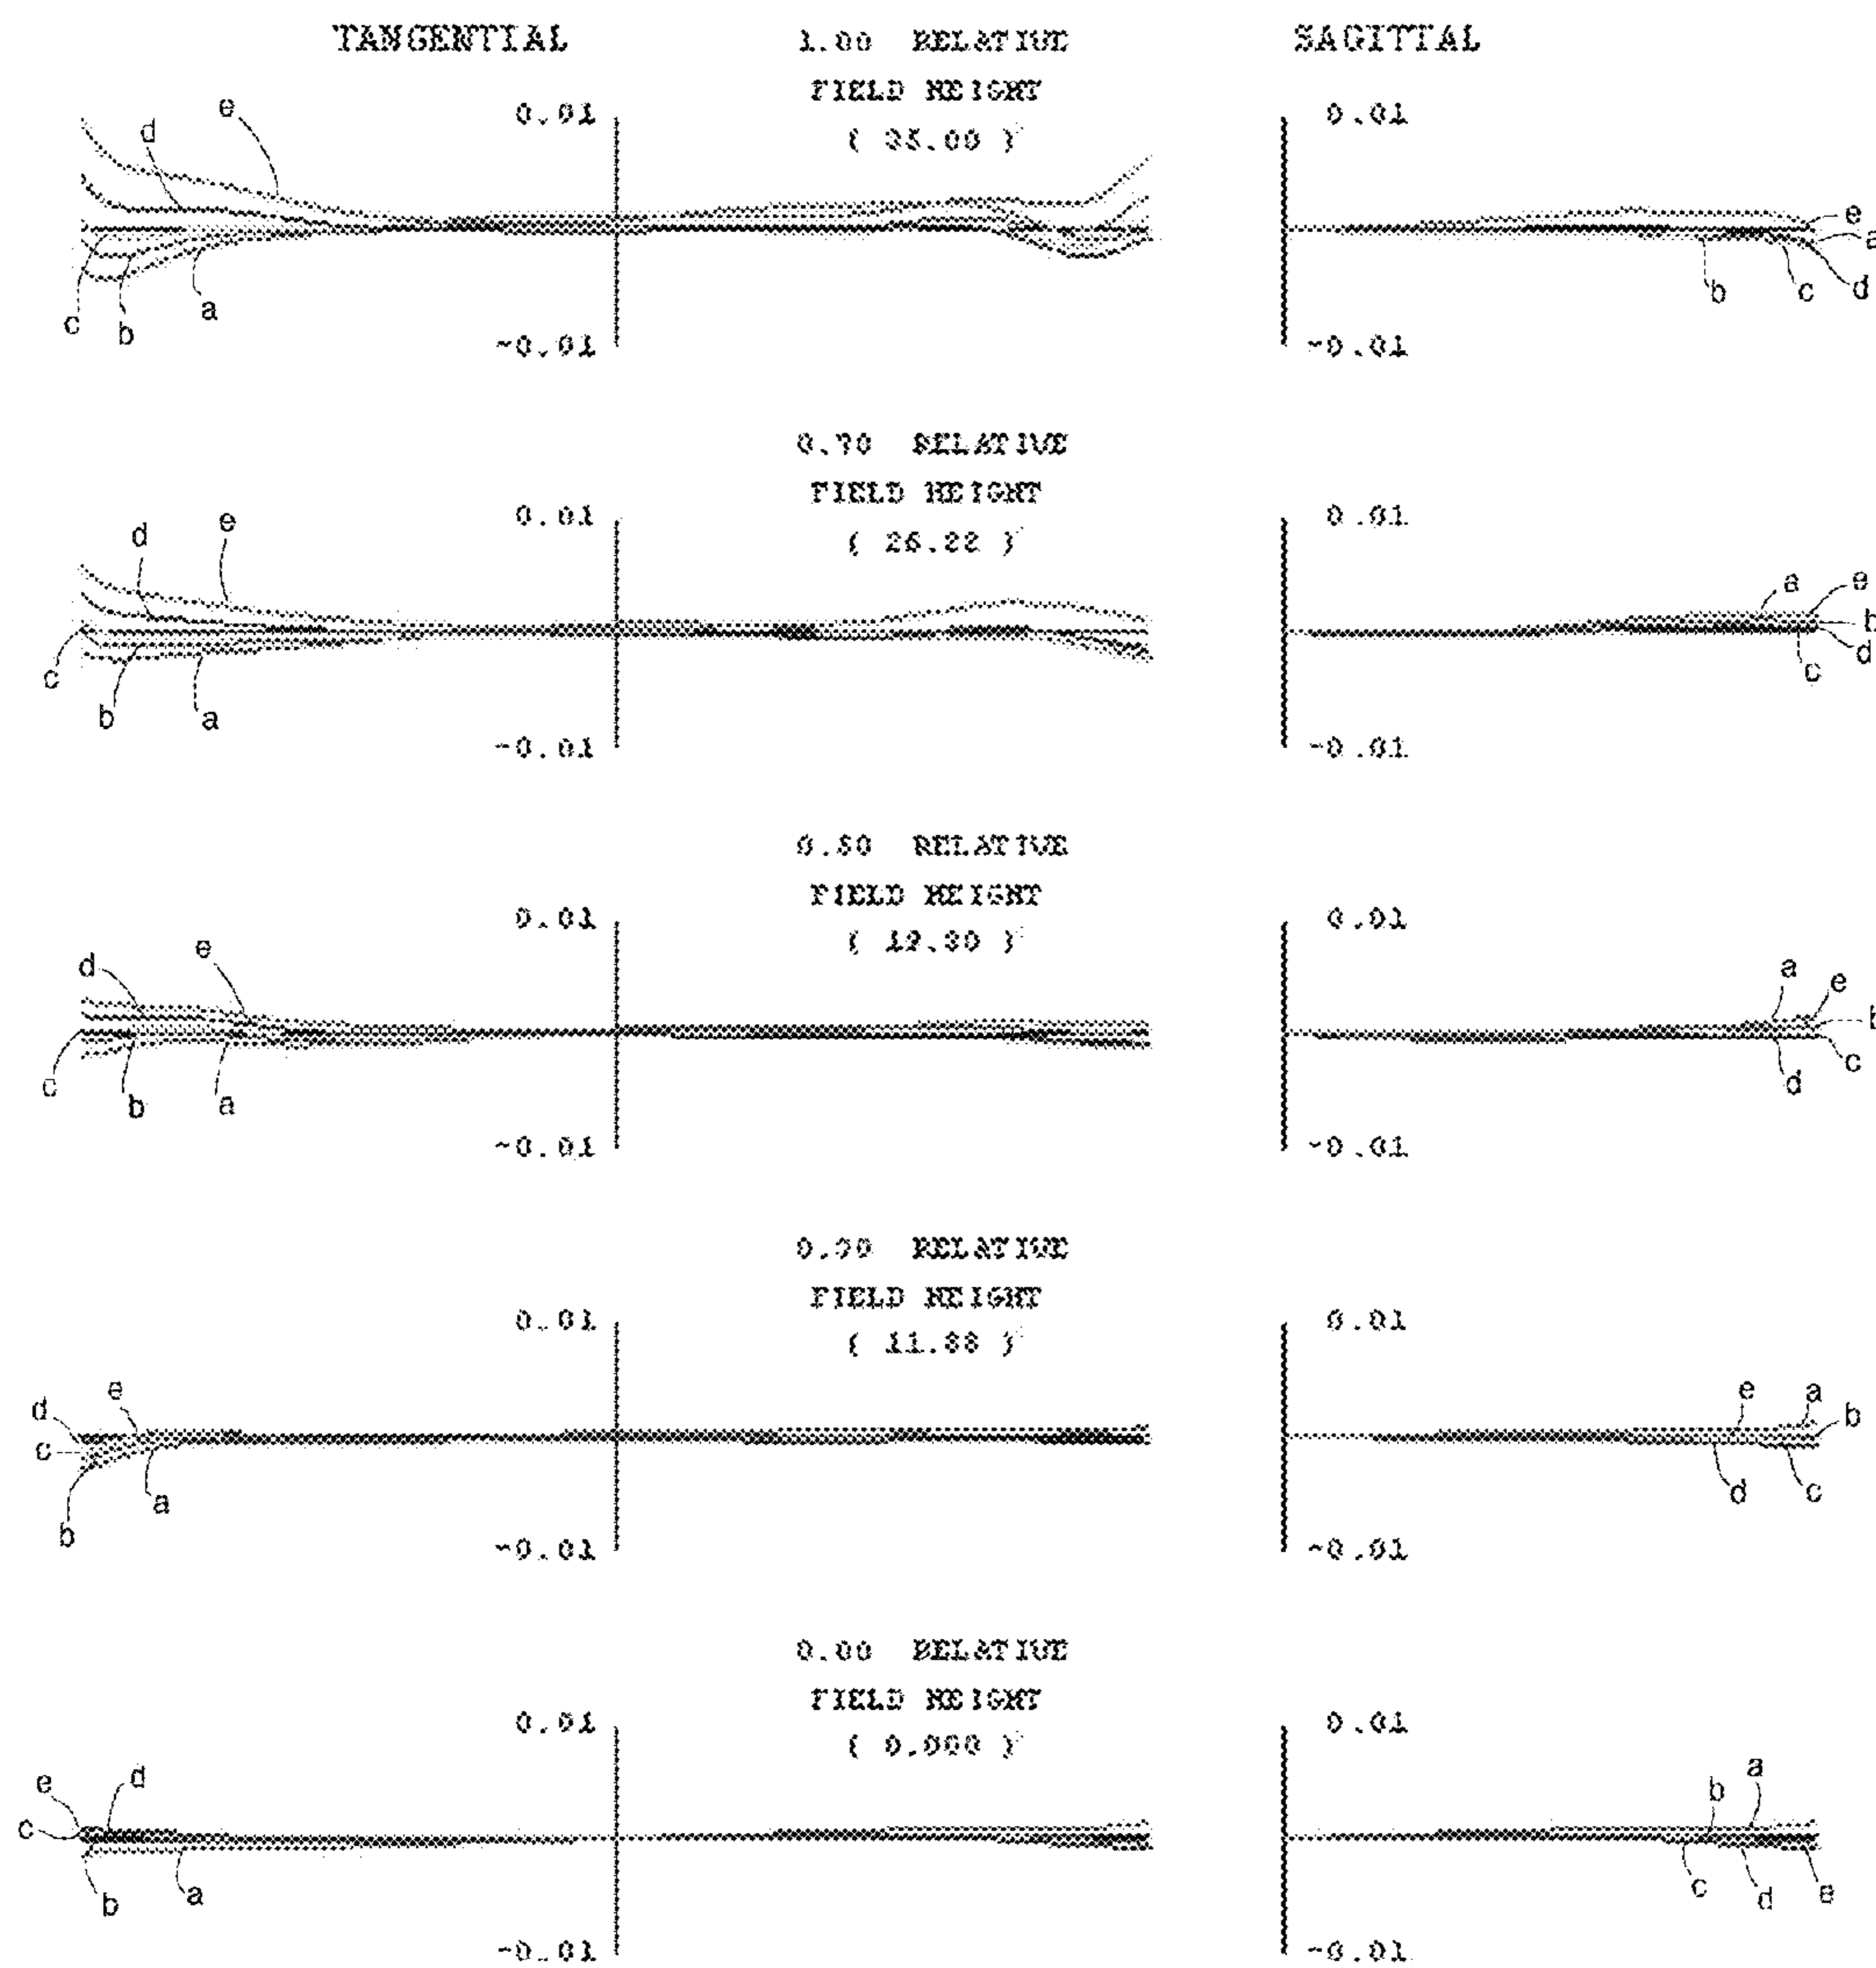 TANGENTIAL
1.00 RELATIVE
FIELD HEIGHT
( 35.00 )°
SAGITTAL
0.01
-0.01
0.01
-0.01
d
e
c
b
a
e
a
b
c
d
0.70 RELATIVE
FIELD HEIGHT
( 26.22 )°
0.01
-0.01
0.01
-0.01
d
e
c
b
a
a
e
b
d
c
0.50 RELATIVE
FIELD HEIGHT
( 19.30 )°
0.01
-0.01
0.01
-0.01
d
e
c
b
a
a
e
b
c
d
0.30 RELATIVE
FIELD HEIGHT
( 11.88 )°
0.01
-0.01
0.01
-0.01
d
e
c
b
a
e
a
b
d
c
0.00 RELATIVE
FIELD HEIGHT
( 0.000 )°
0.01
-0.01
0.01
-0.01
e
d
c
b
a
b
a
c
d
e